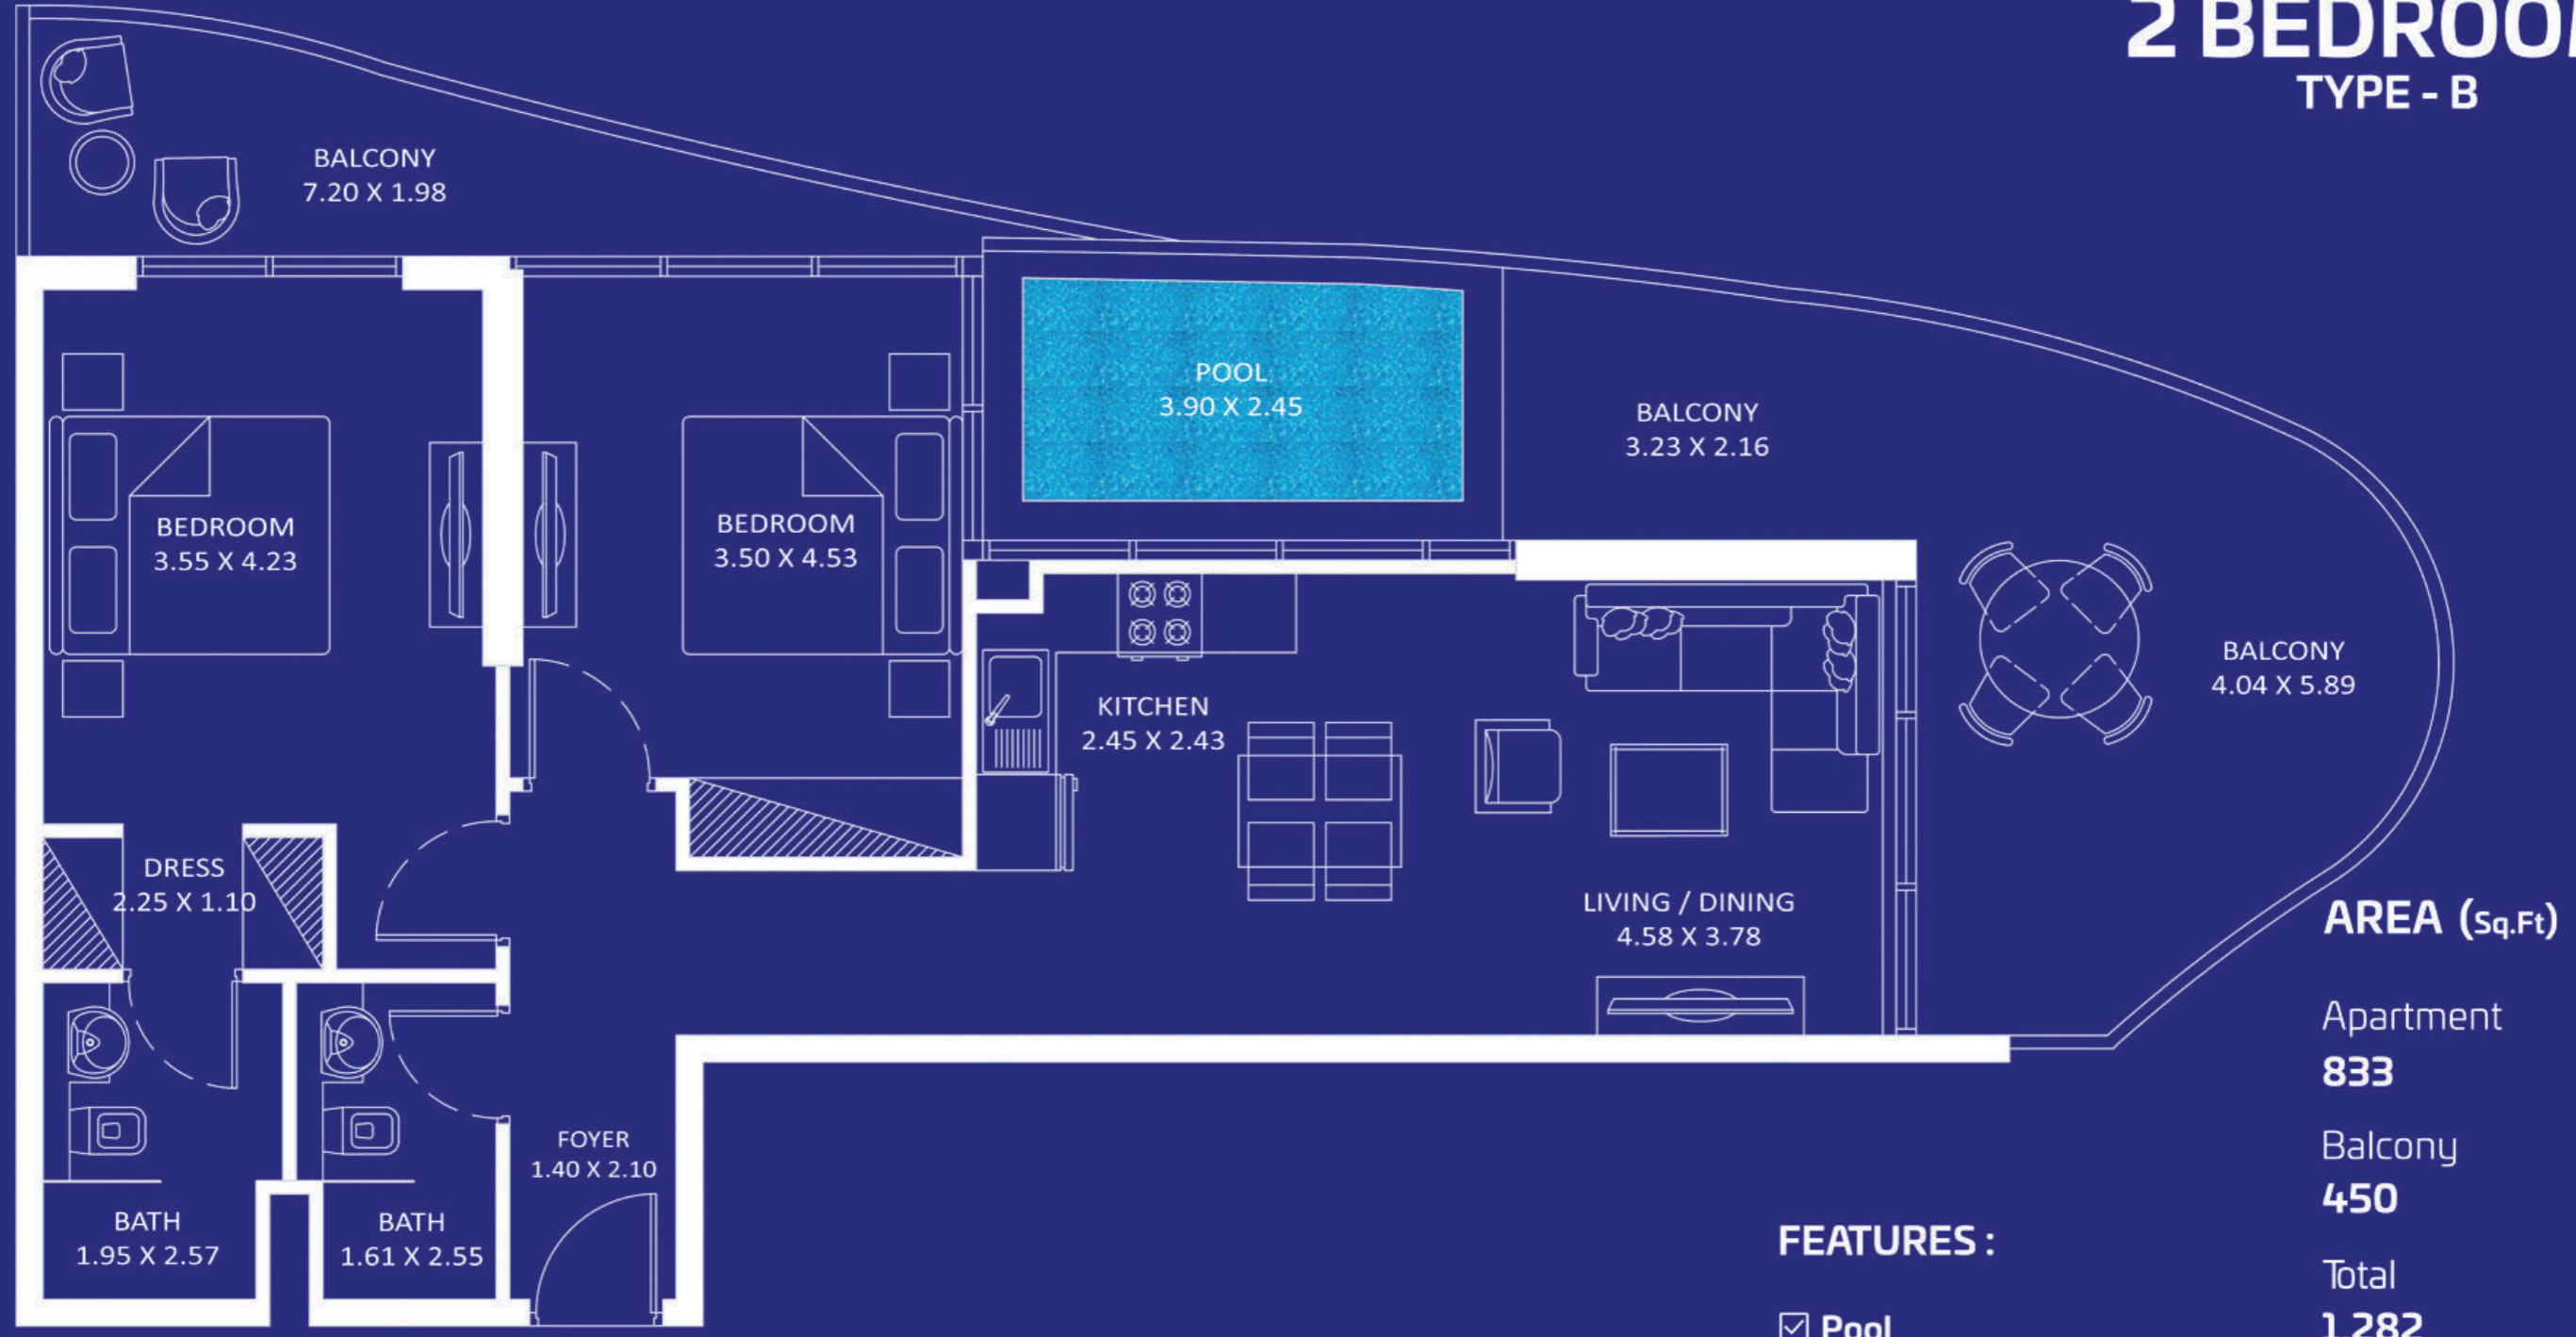 2 BEDROOM
TYPE - B
BALCONY
7.20 X 1.98
POOL
3.90 X 2.45
BALCONY
3.23 X 2.16
BEDROOM
3.55 X 4.23
BEDROOM
3.50 X 4.53
BALCONY
4.04 X 5.89
KITCHEN
2.45 X 2.43
DRESS
2.25 X 1.10
LIVING / DINING
4.58 X 3.78
FOYER
1.40 X 2.10
BATH
1.95 X 2.57
BATH
1.61 X 2.55
FEATURES :
Pool
AREA (Sq.Ft)
Apartment
833
Balcony
450
Total
1,282